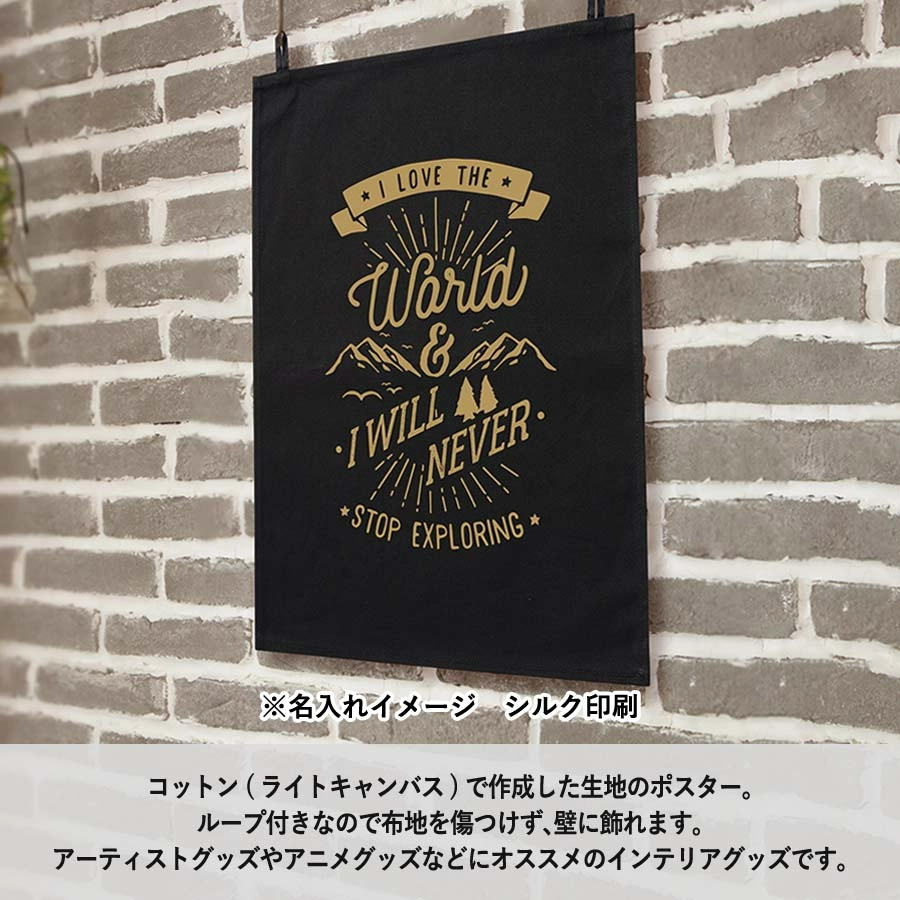 I LOVE THE
World
&
I WILL
NEVER
STOP EXPLORING
※名入れイメージ　シルク印刷
コットン(ライトキャンバス)で作成した生地のポスター。
ループ付きなので布地を傷つけず、壁に飾れます。
アーティストグッズやアニメグッズなどにオススメのインテリアグッズです。